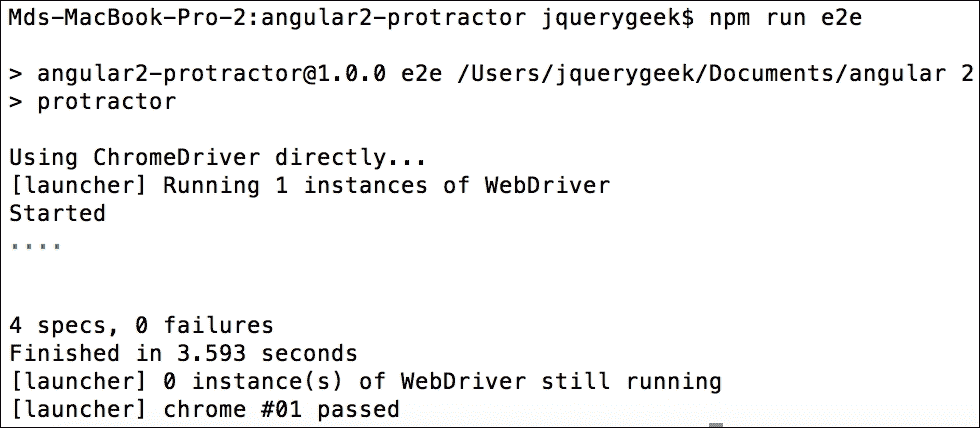 Mds-MacBook-Pro-2:angular2-protractor jquerygeek$ npm run e2e
> angular2-protractor@1.0.0 e2e /Users/jquerygeek/Documents/angular 2
> protractor
Using ChromeDriver directly...
[launcher] Running 1 instances of WebDriver
Started
....
4 specs, 0 failures
Finished in 3.593 seconds
[launcher] 0 instance(s) of WebDriver still running
[launcher] chrome #01 passed